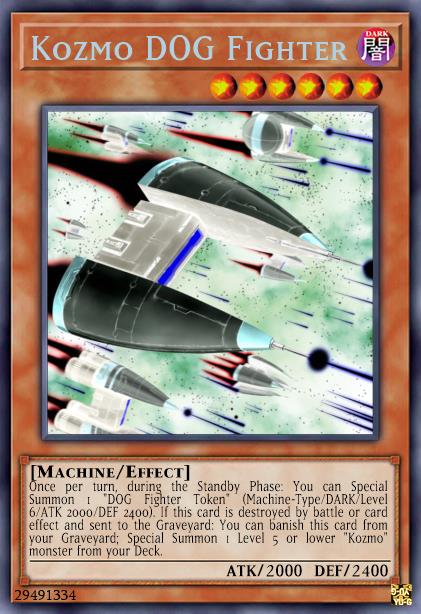 Kozmo DOG Fighter
DARK
闇
[Machine/Effect]
Once per turn, during the Standby Phase: You can Special
Summon 1 "DOG Fighter Token" (Machine-Type/DARK/Level
6/ATK 2000/DEF 2400). If this card is destroyed by battle or card
effect and sent to the Graveyard: You can banish this card from
your Graveyard; Special Summon 1 Level 5 or lower "Kozmo"
monster from your Deck.
ATK/2000 DEF/2400
29491334